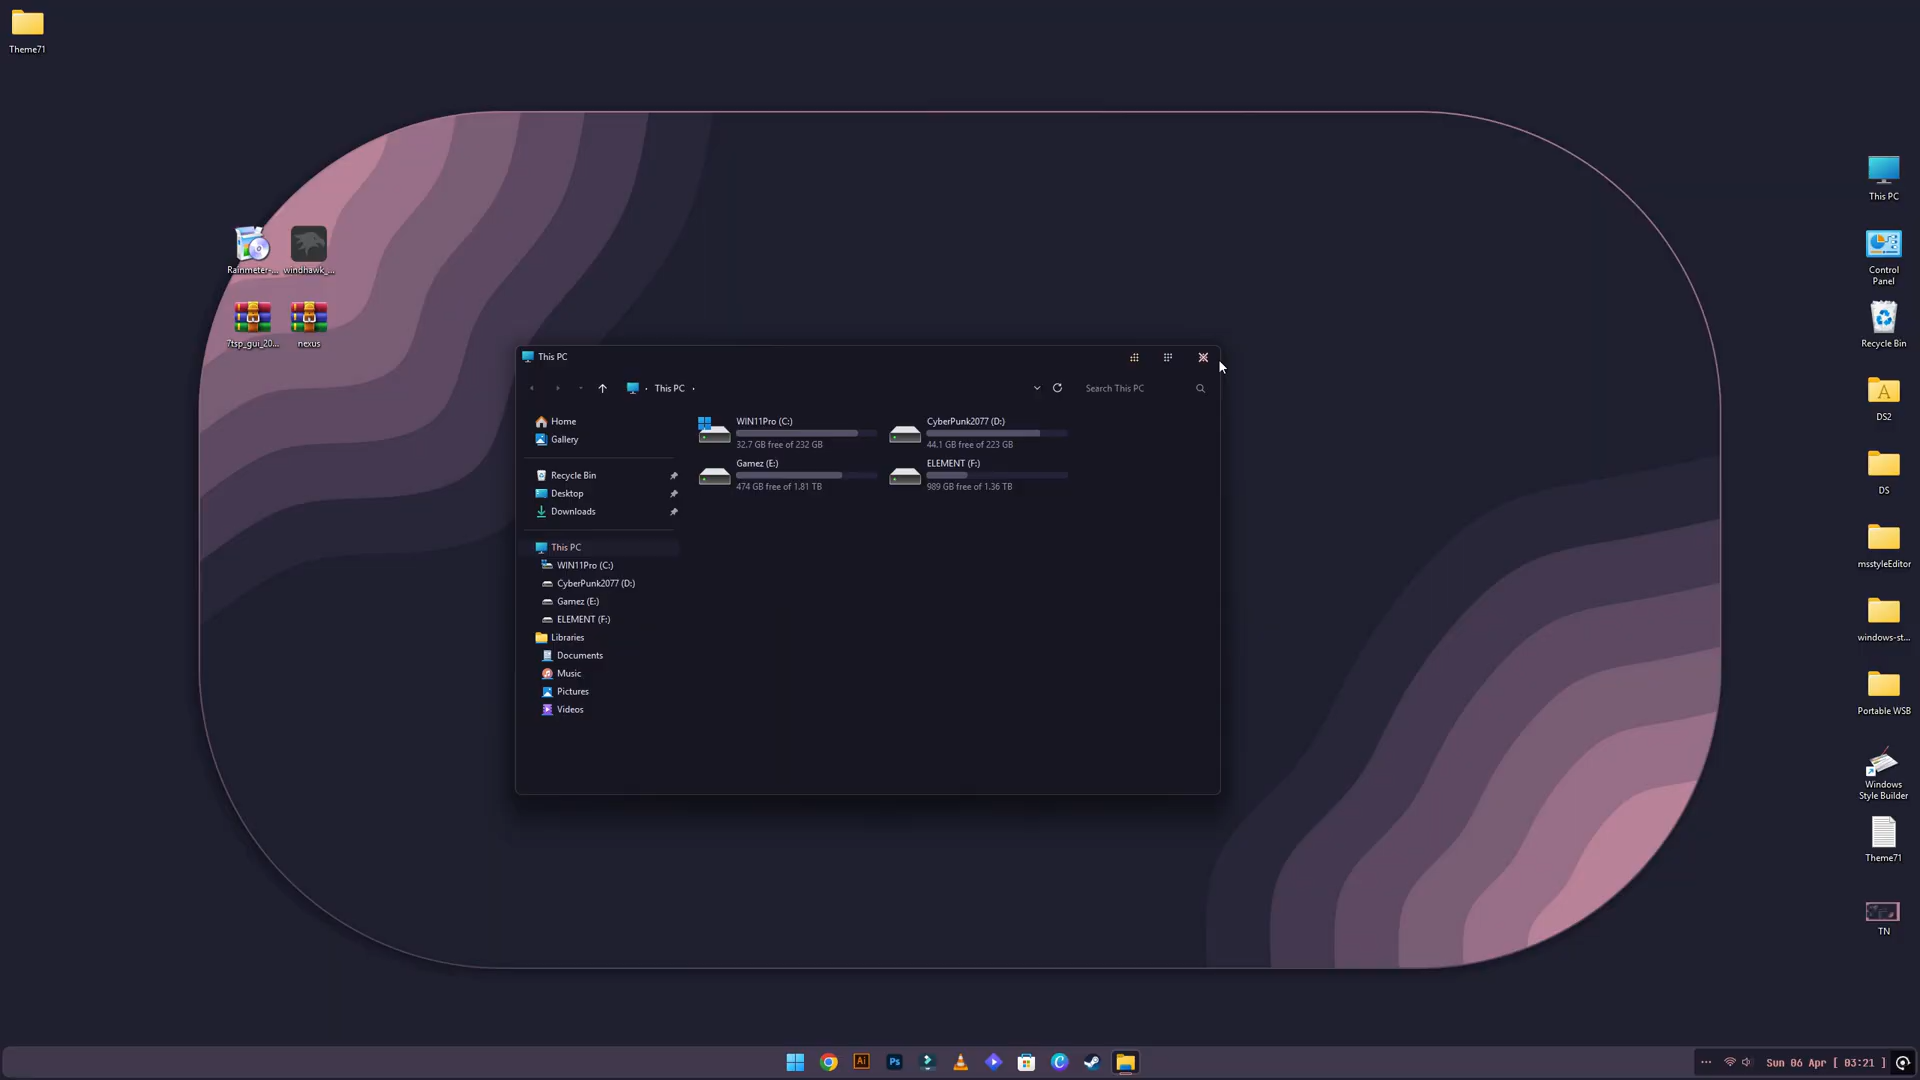 Theme71
Rainmeter-...
windhawk_...
7tsp_gui_20...
nexus
This PC
This PC
Search This PC
Home
Gallery
Recycle Bin
Desktop
Downloads
This PC
WIN11Pro (C:)
CyberPunk2077 (D:)
Gamez (E:)
ELEMENT (F:)
Libraries
Documents
Music
Pictures
Videos
WIN11Pro (C:)
32.7 GB free of 232 GB
CyberPunk2077 (D:)
44.1 GB free of 223 GB
Gamez (E:)
474 GB free of 1.81 TB
ELEMENT (F:)
989 GB free of 1.36 TB
This PC
Control
Panel
Recycle Bin
A
DS2
DS
msstyleEditor
windows-st...
Portable WSB
Windows
Style Builder
Theme71
TN
Ai
Ps
Sun 06 Apr [ 03:21 ]